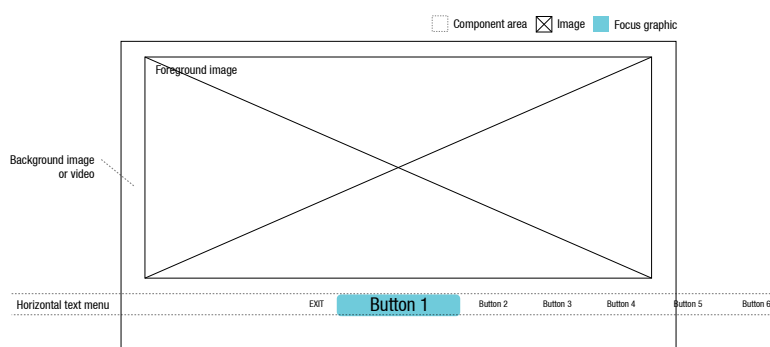 Component area
Image
Focus graphic
Foreground image
Background image
or video
Horizontal text menu
EXIT
Button 1
Button 2
Button 3
Button 4
Button 5
Button 6